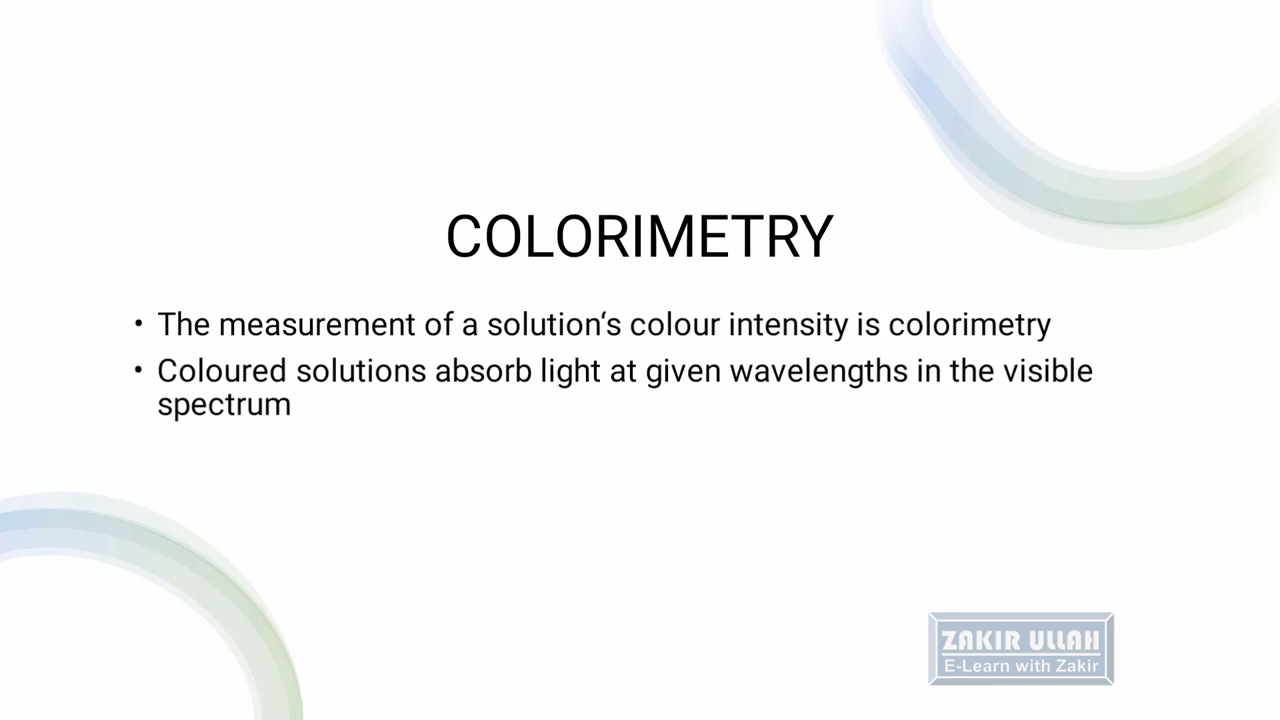 COLORIMETRY
• The measurement of a solution‘s colour intensity is colorimetry
• Coloured solutions absorb light at given wavelengths in the visible
spectrum
ZAKIR ULLAH
E-Learn with Zakir